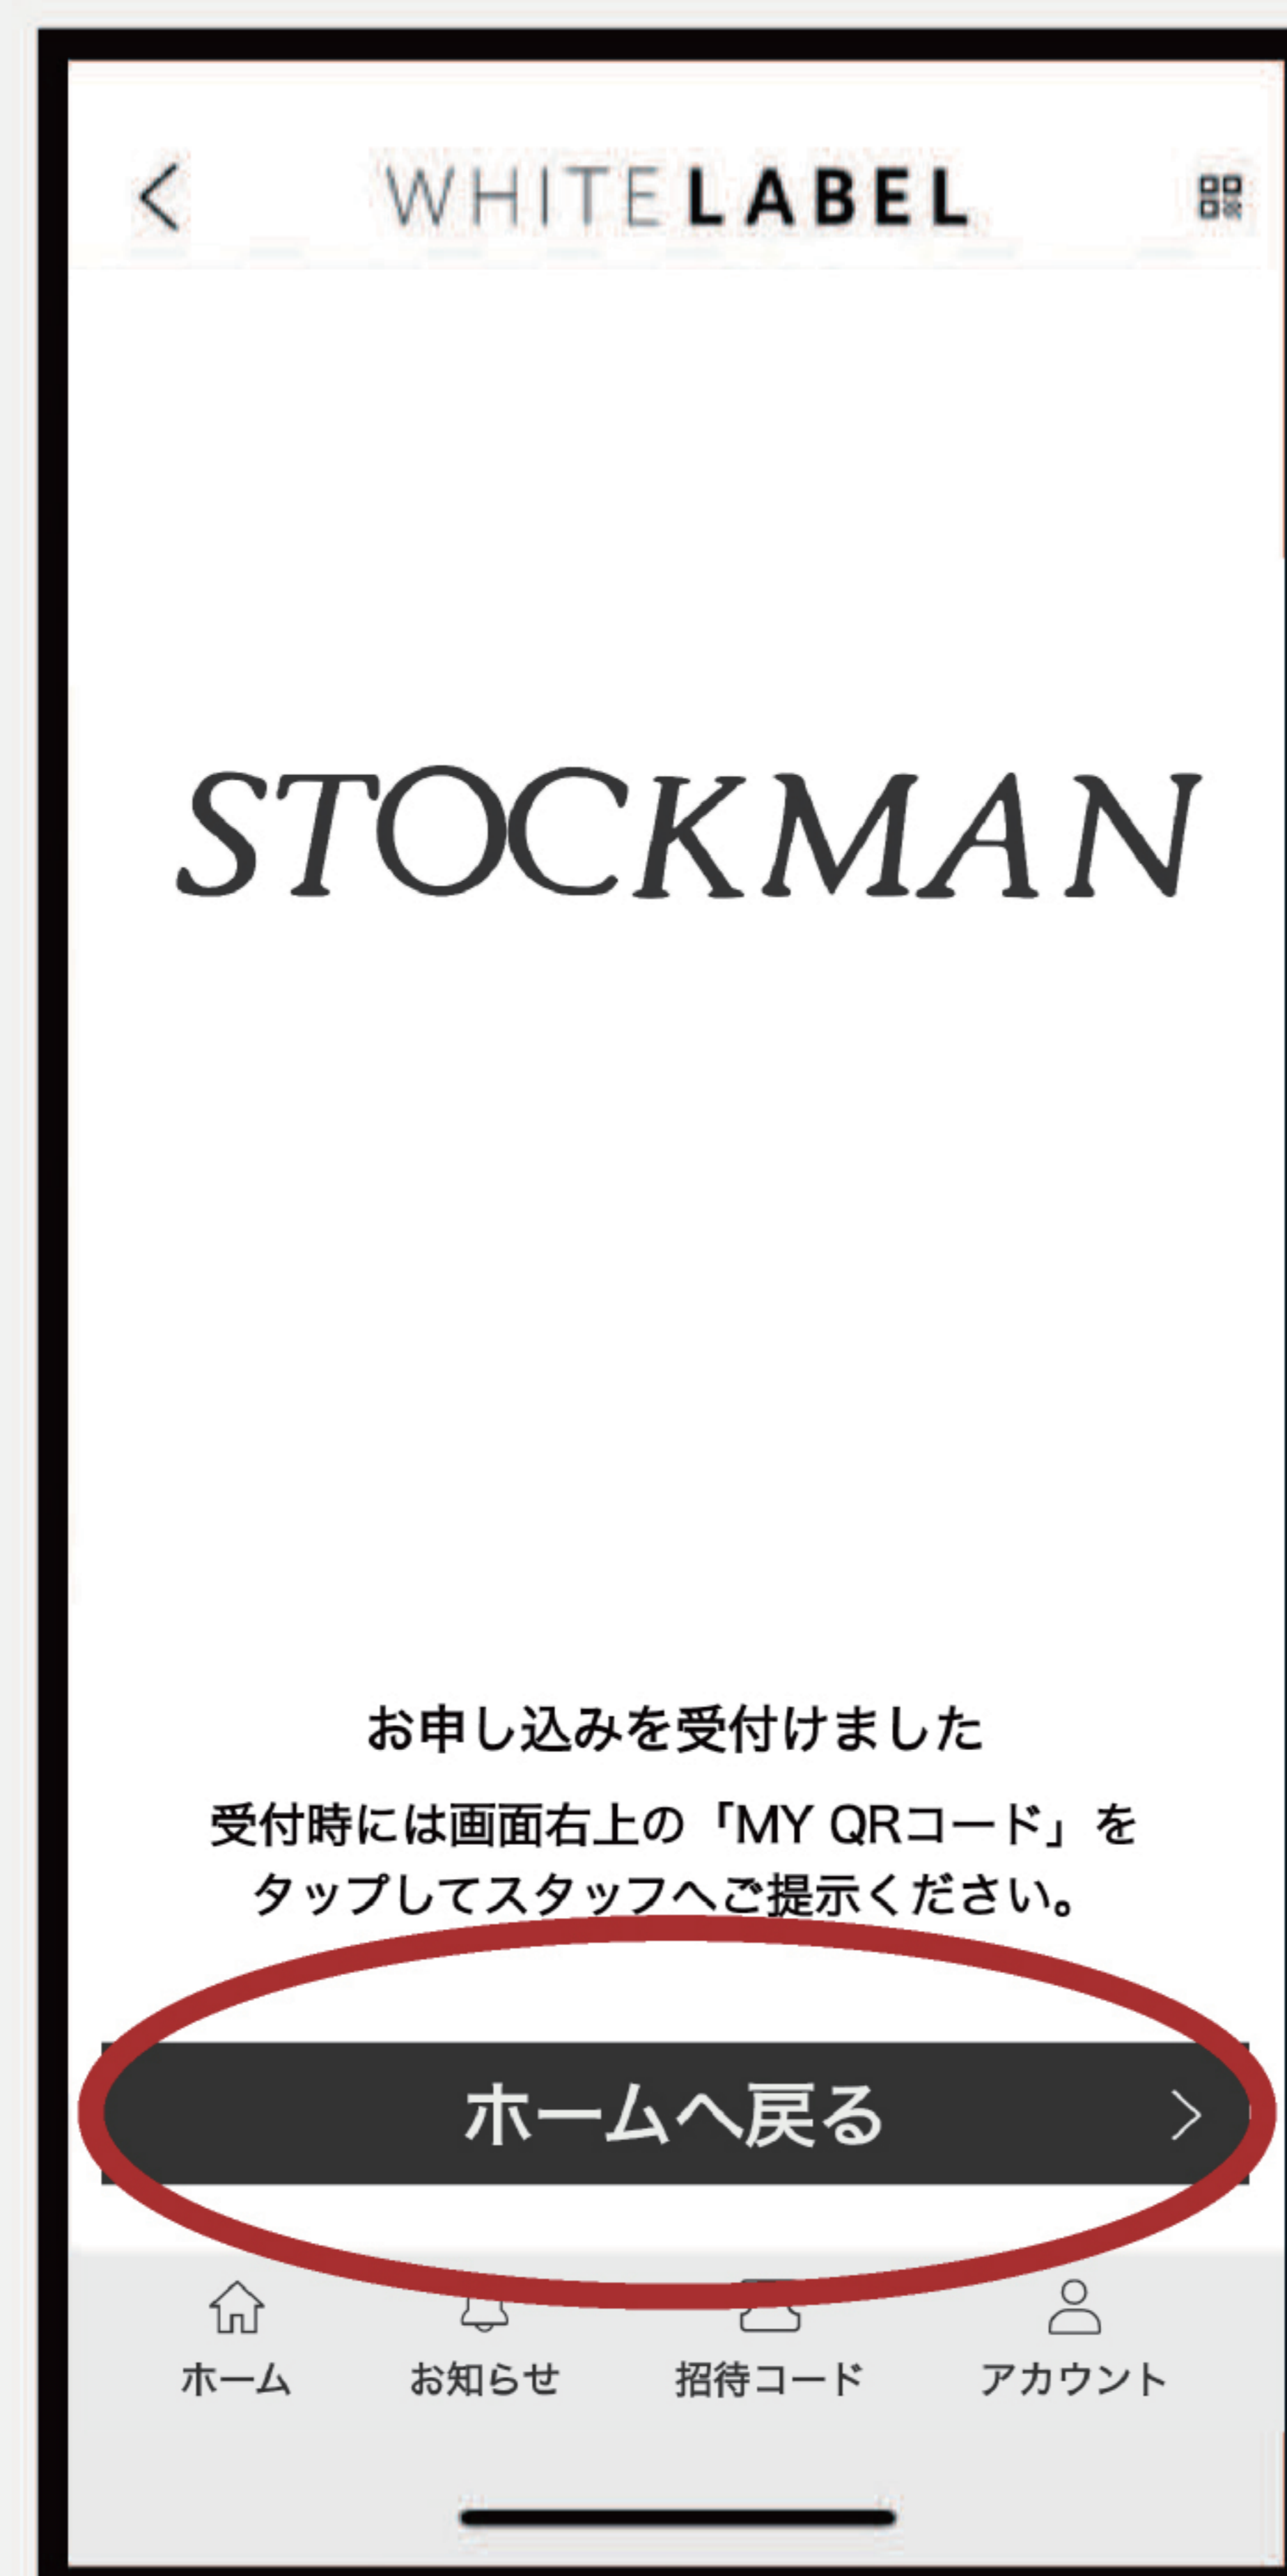 WHITE LABEL
STOCKMAN
お申し込みを受付けました
受付時には画面右上の「MY QRコード」を
タップしてスタッフへご提示ください。
ホームへ戻る
ホーム お知らせ 招待コード アカウント